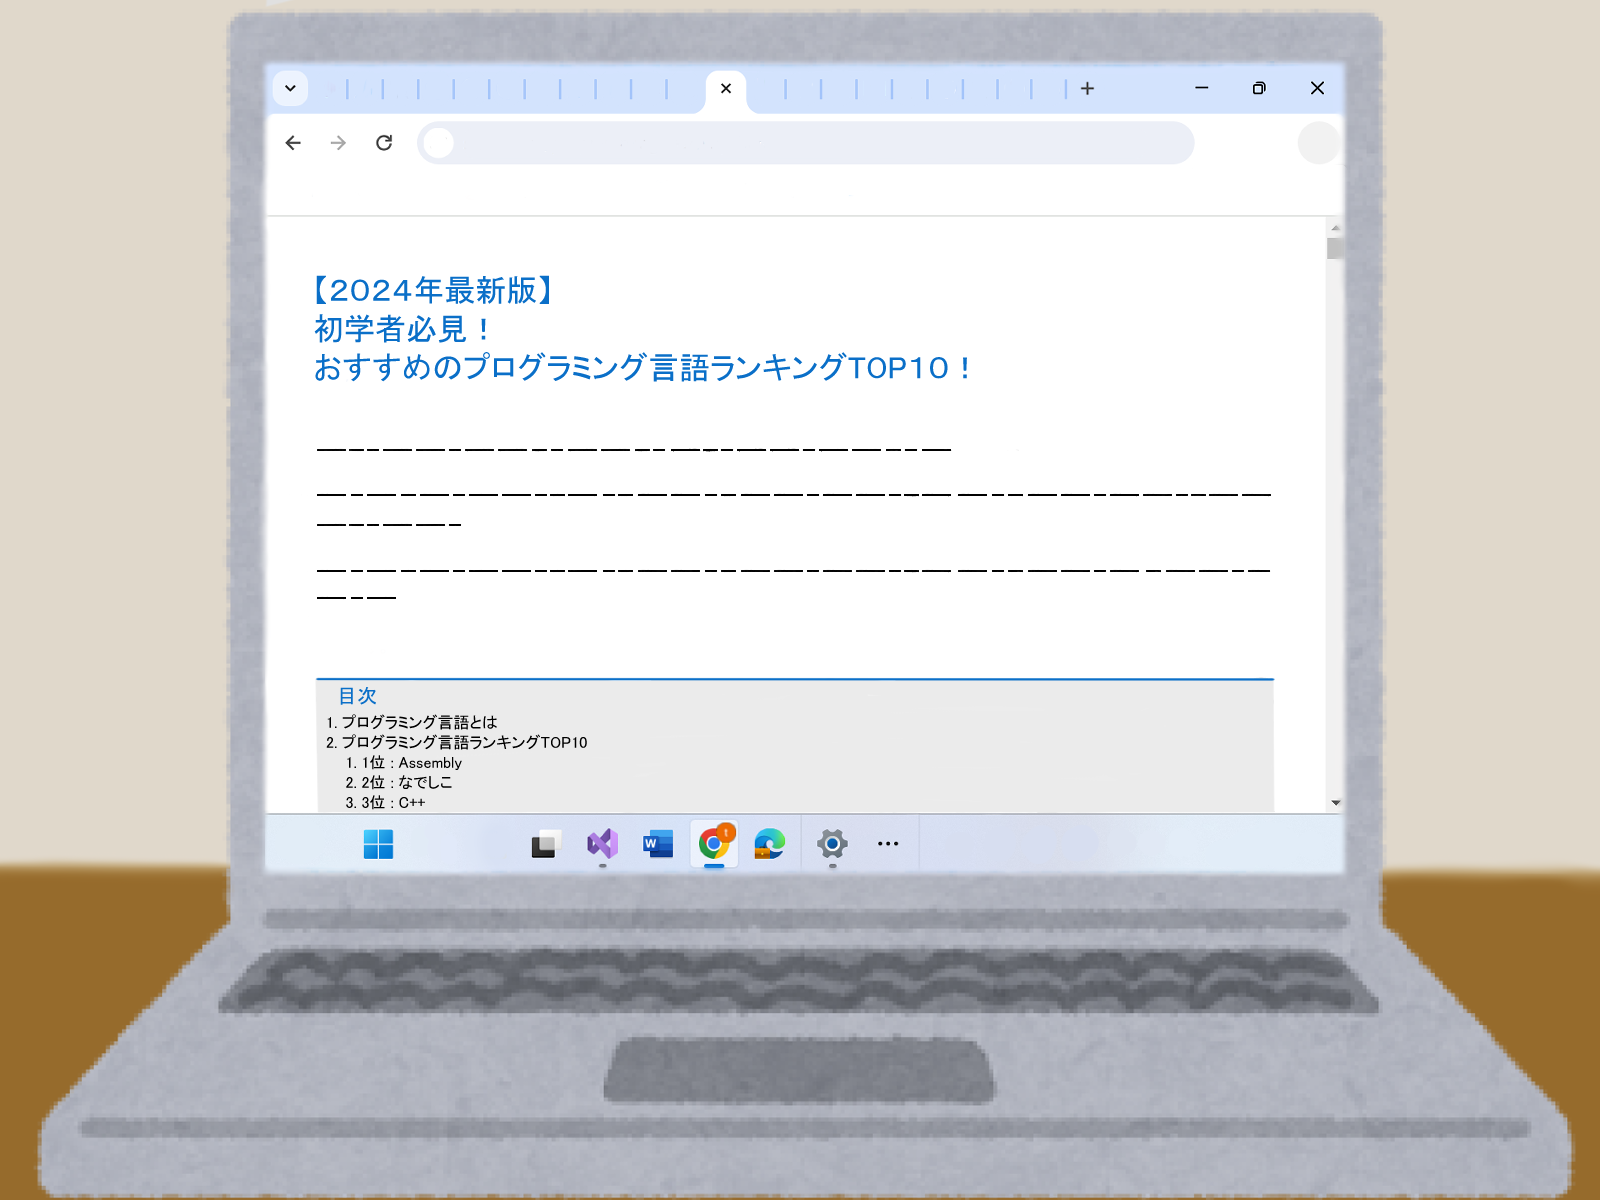 【2024年最新版】
初学者必見！
おすすめのプログラミング言語ランキングTOP10！
目次
1. プログラミング言語とは
2. プログラミング言語ランキングTOP10
1. 1位：Assembly
2. 2位：なでしこ
3. 3位：C++
W
1